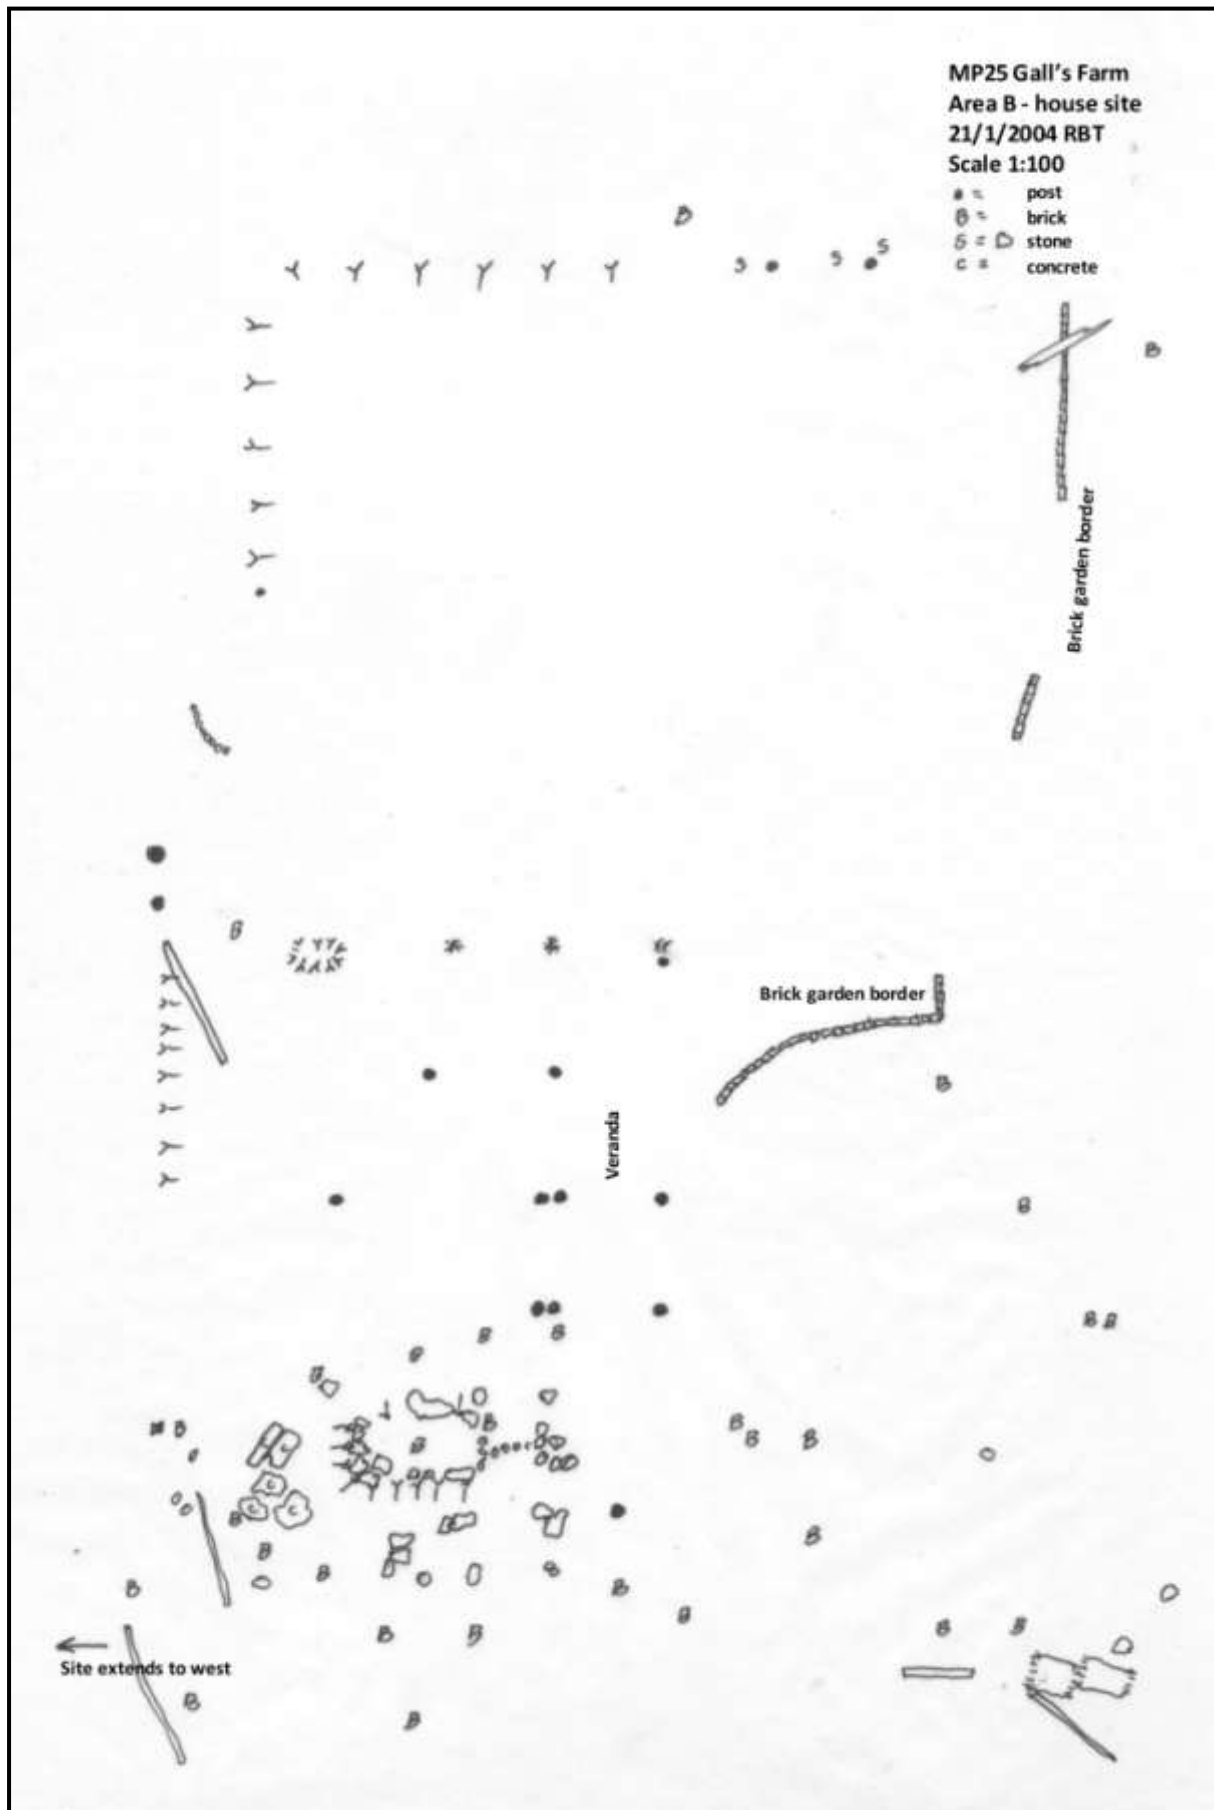 MP25 Gall's Farm
Area B - house site
21/1/2004 RBT
Scale 1:100
= post
B = brick
S = stone
C = concrete
B
S S S
B
Brick garden border
B
Brick garden border
B
Veranda
B
B B
B B
B
B
B B
B B B
B
C
C
C C
B
B
B B
B B
B
B B
B B
Site extends to west
B
B